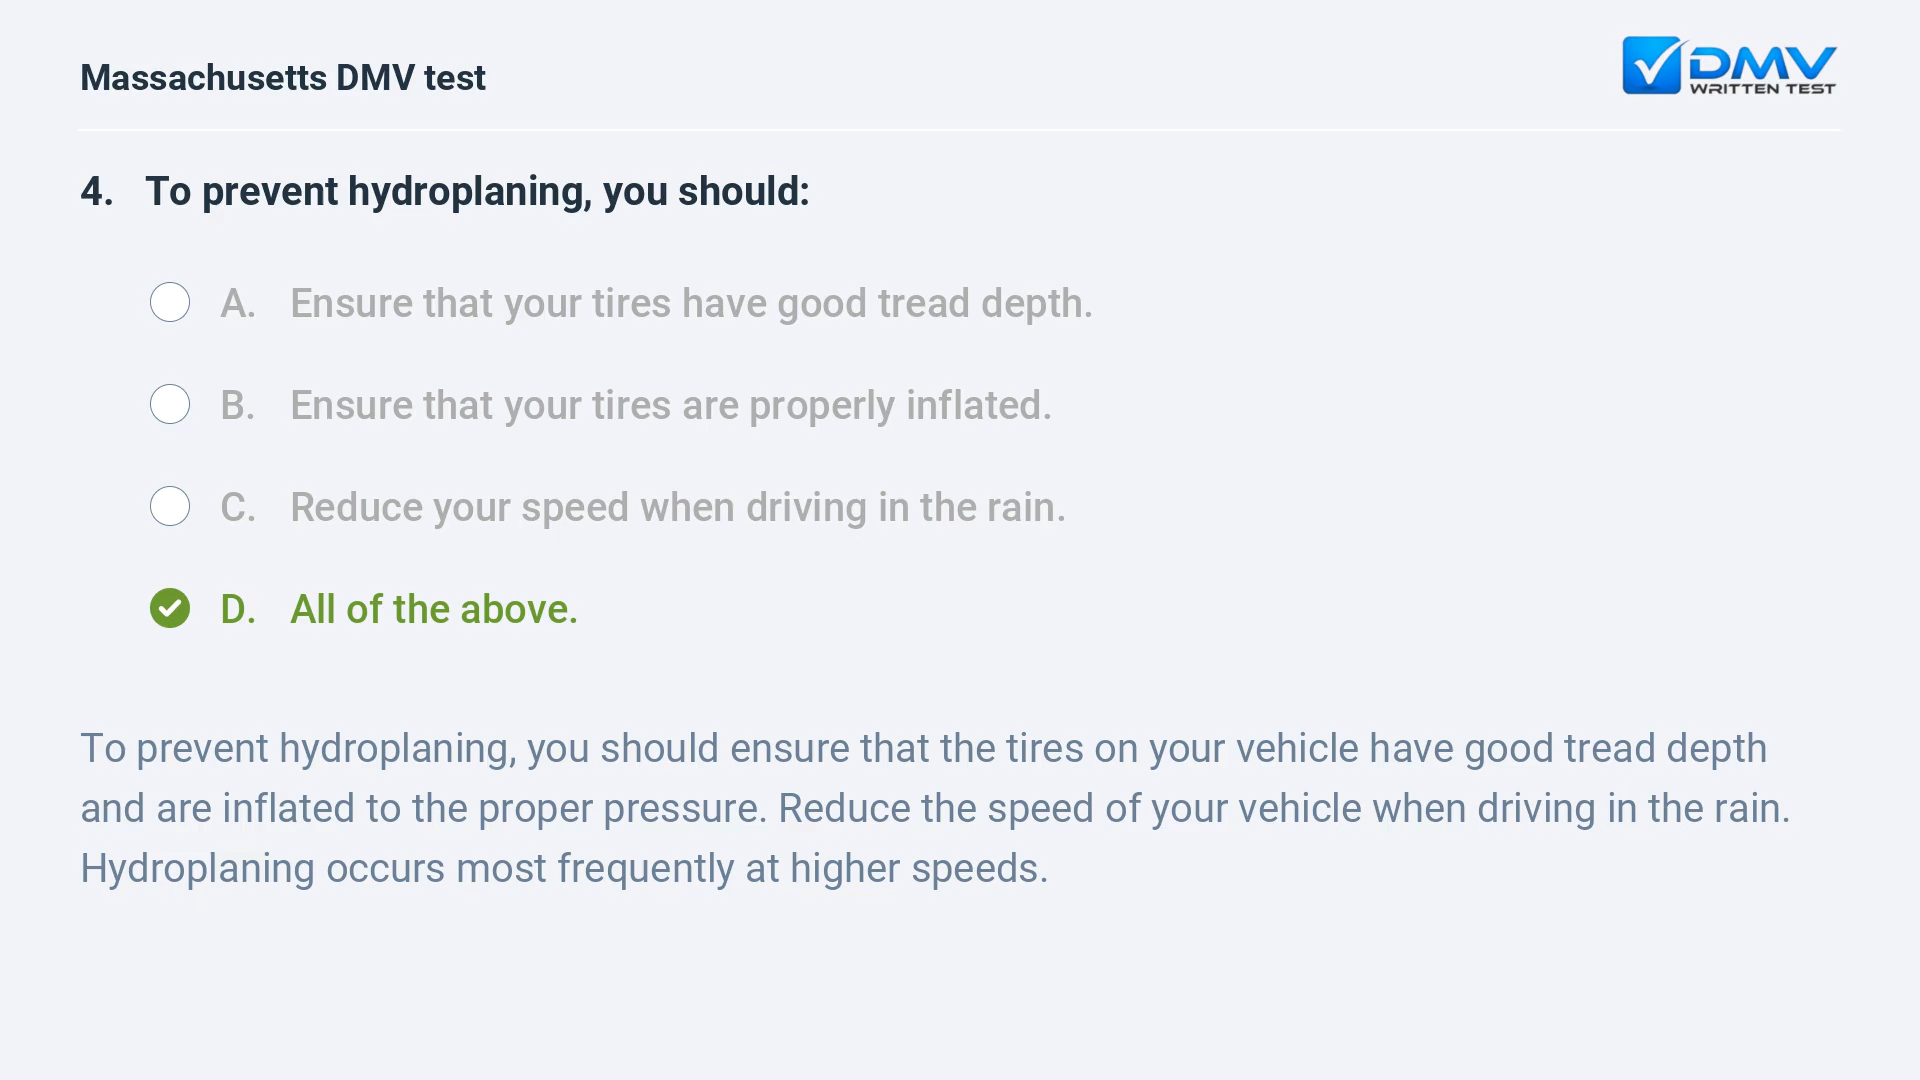 Massachusetts DMV test
DMV
WRITTEN TEST
4. To prevent hydroplaning, you should:
A. Ensure that your tires have good tread depth.
B. Ensure that your tires are properly inflated.
C. Reduce your speed when driving in the rain.
D. All of the above.
To prevent hydroplaning, you should ensure that the tires on your vehicle have good tread depth
and are inflated to the proper pressure. Reduce the speed of your vehicle when driving in the rain.
Hydroplaning occurs most frequently at higher speeds.